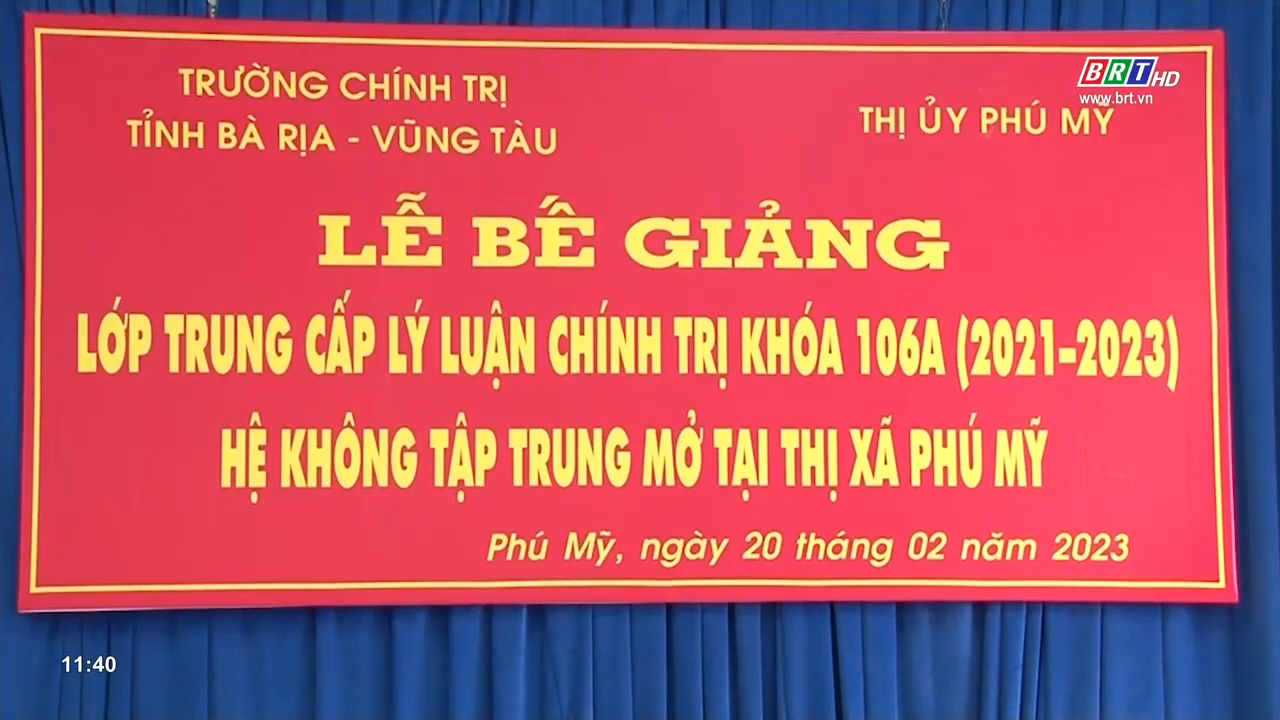 TRƯỜNG CHÍNH TRỊ
TỈNH BÀ RỊA - VŨNG TÀU
THỊ ỦY PHÚ MỸ
BRT HD
www.brt.vn
LỄ BẾ GIẢNG
LỚP TRUNG CẤP LÝ LUẬN CHÍNH TRỊ KHÓA 106A (2021-2023)
HỆ KHÔNG TẬP TRUNG MỞ TẠI THỊ XÃ PHÚ MỸ
Phú Mỹ, ngày 20 tháng 02 năm 2023
11:40